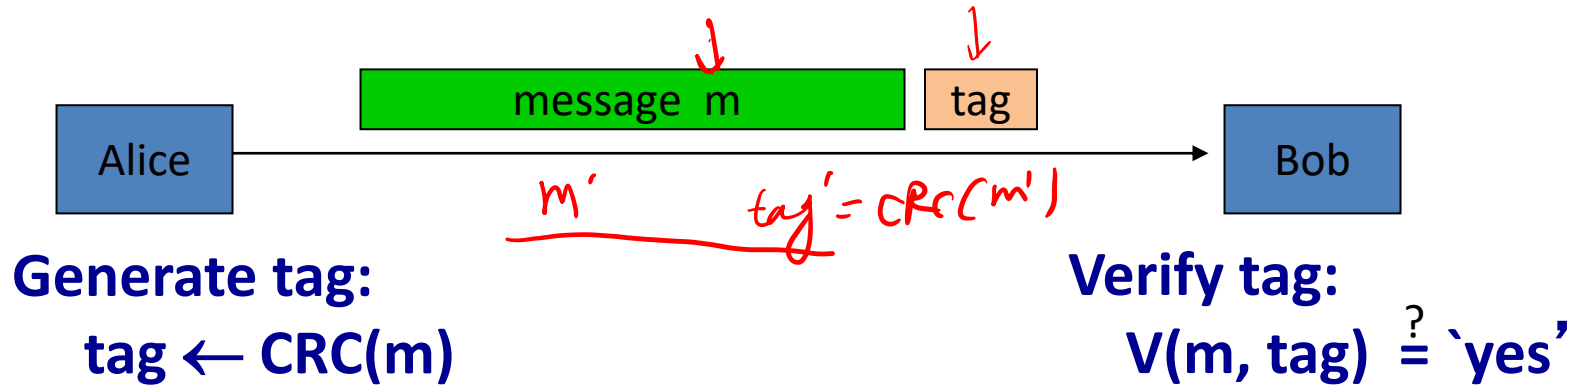 message m
tag
Alice
Bob
m' tag' = CRC(m')
Generate tag:
tag ← CRC(m)
Verify tag:
V(m, tag) ≟ `yes’